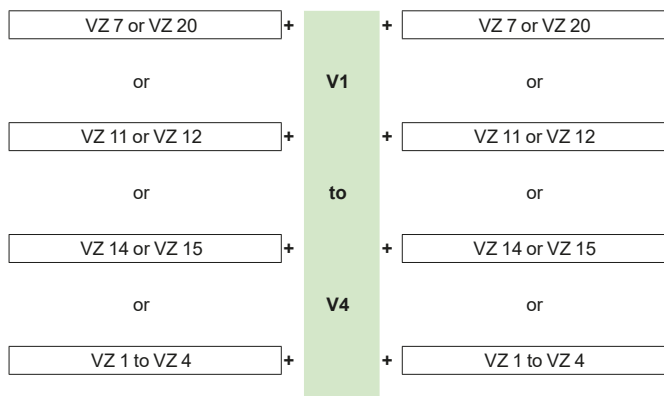 VZ 7 or VZ 20 + + VZ 7 or VZ 20
or V1 or
VZ 11 or VZ 12 + + VZ 11 or VZ 12
or to or
VZ 14 or VZ 15 + + VZ 14 or VZ 15
or V4 or
VZ 1 to VZ 4 + + VZ 1 to VZ 4